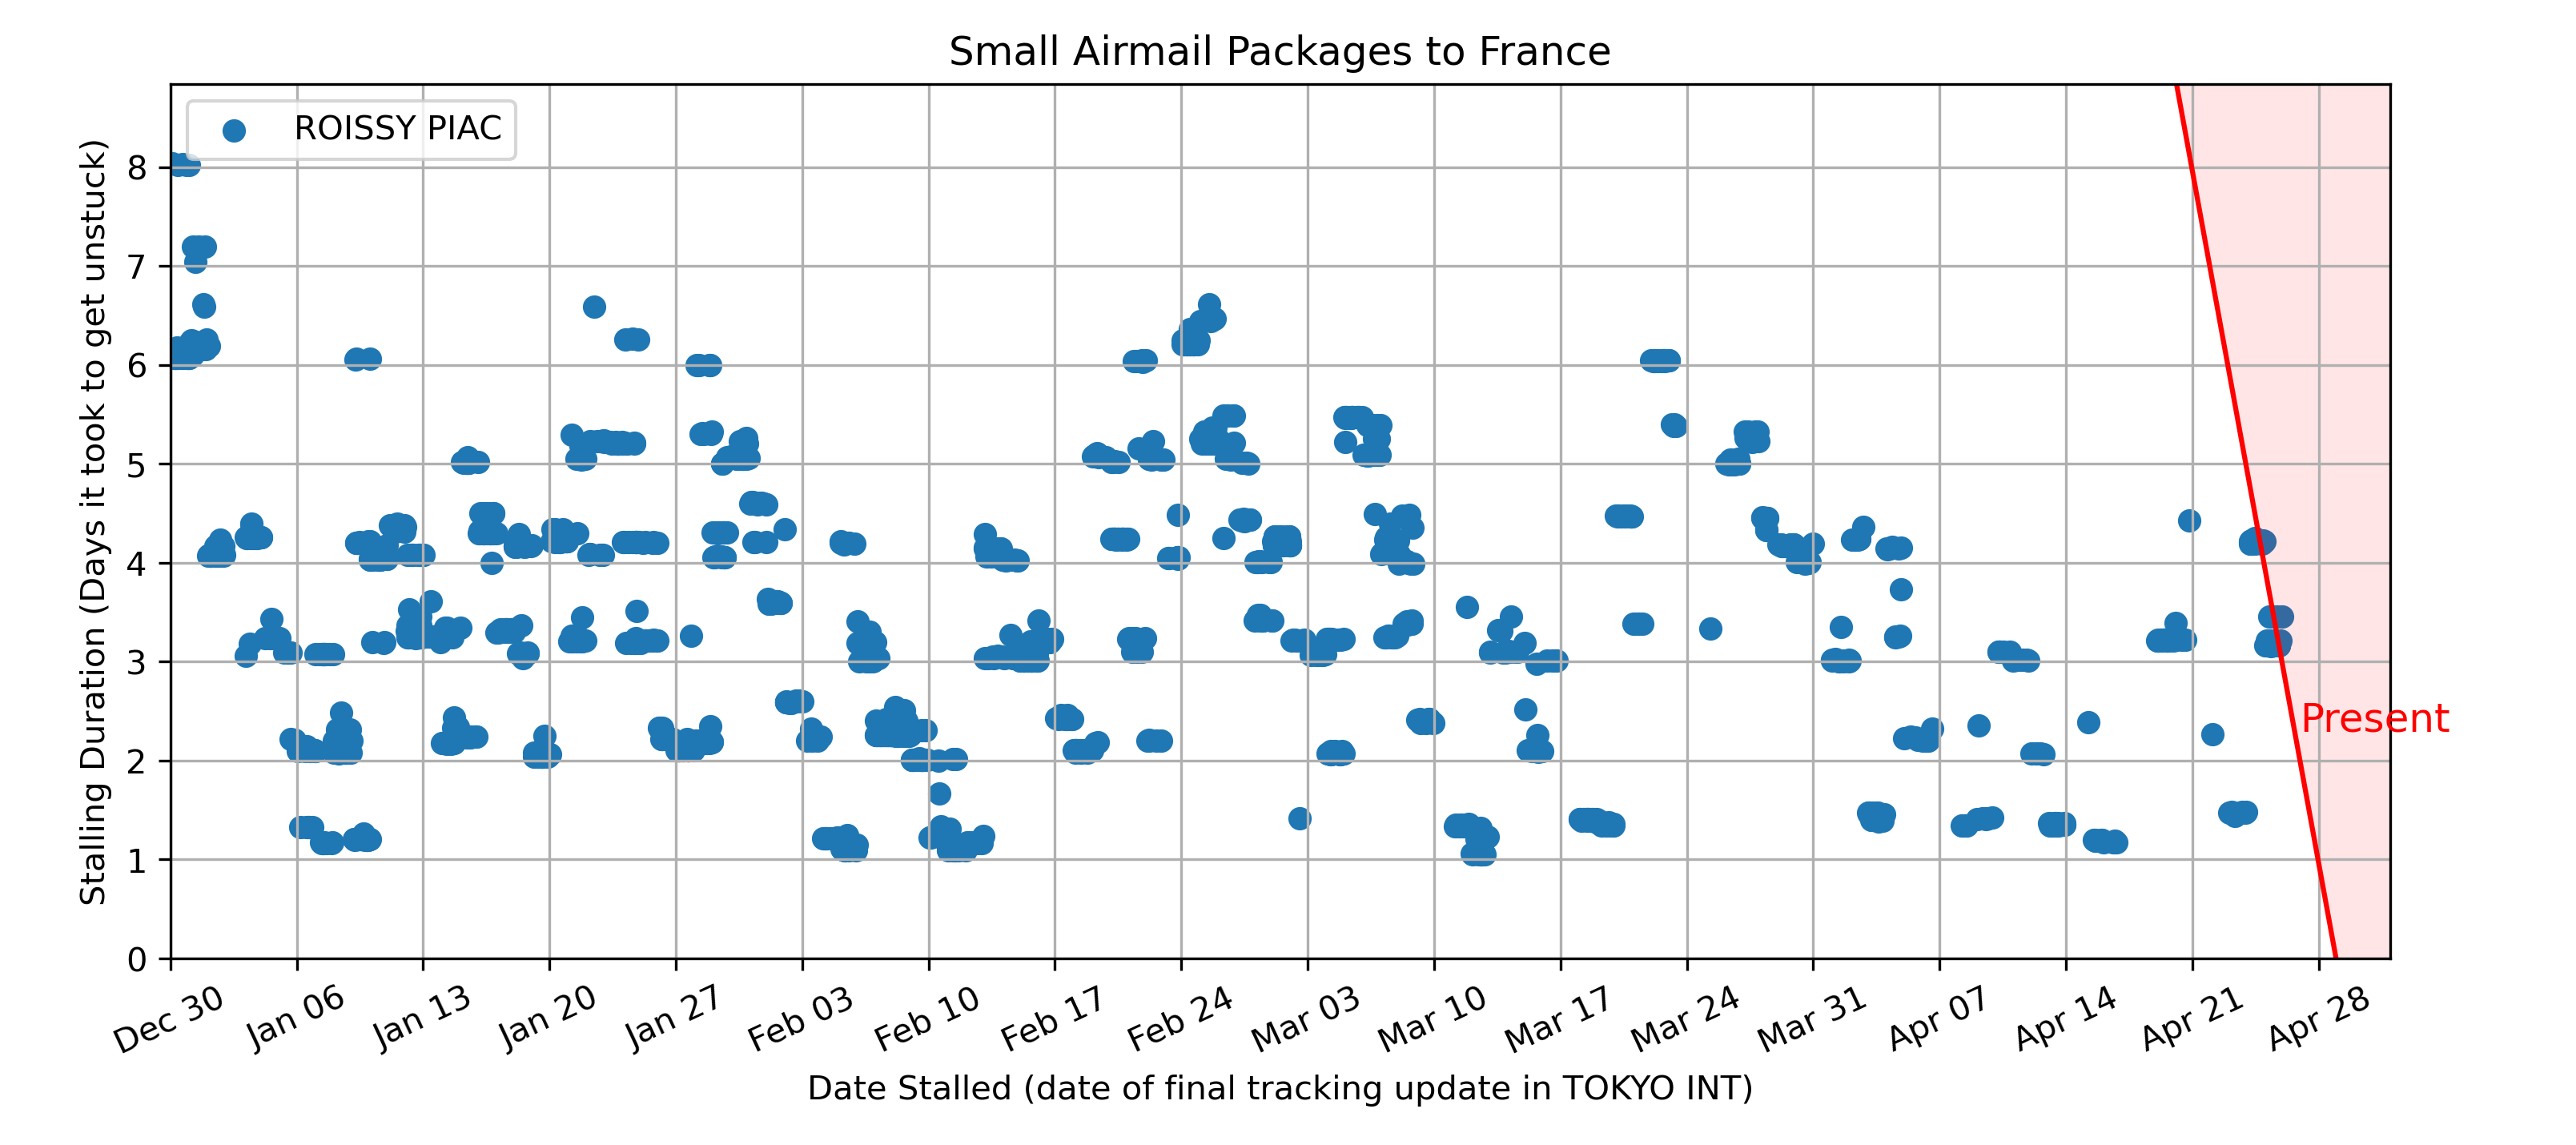 Small Airmail Packages to France
ROISSY PIAC
Stalling Duration (Days it took to get unstuck)
8
7
6
5
4
3
2
1
0
Present
Dec 30
Jan 06
Jan 13
Jan 20
Jan 27
Feb 03
Feb 10
Feb 17
Feb 24
Mar 03
Mar 10
Mar 17
Mar 24
Mar 31
Apr 07
Apr 14
Apr 21
Apr 28
Date Stalled (date of final tracking update in TOKYO INT)